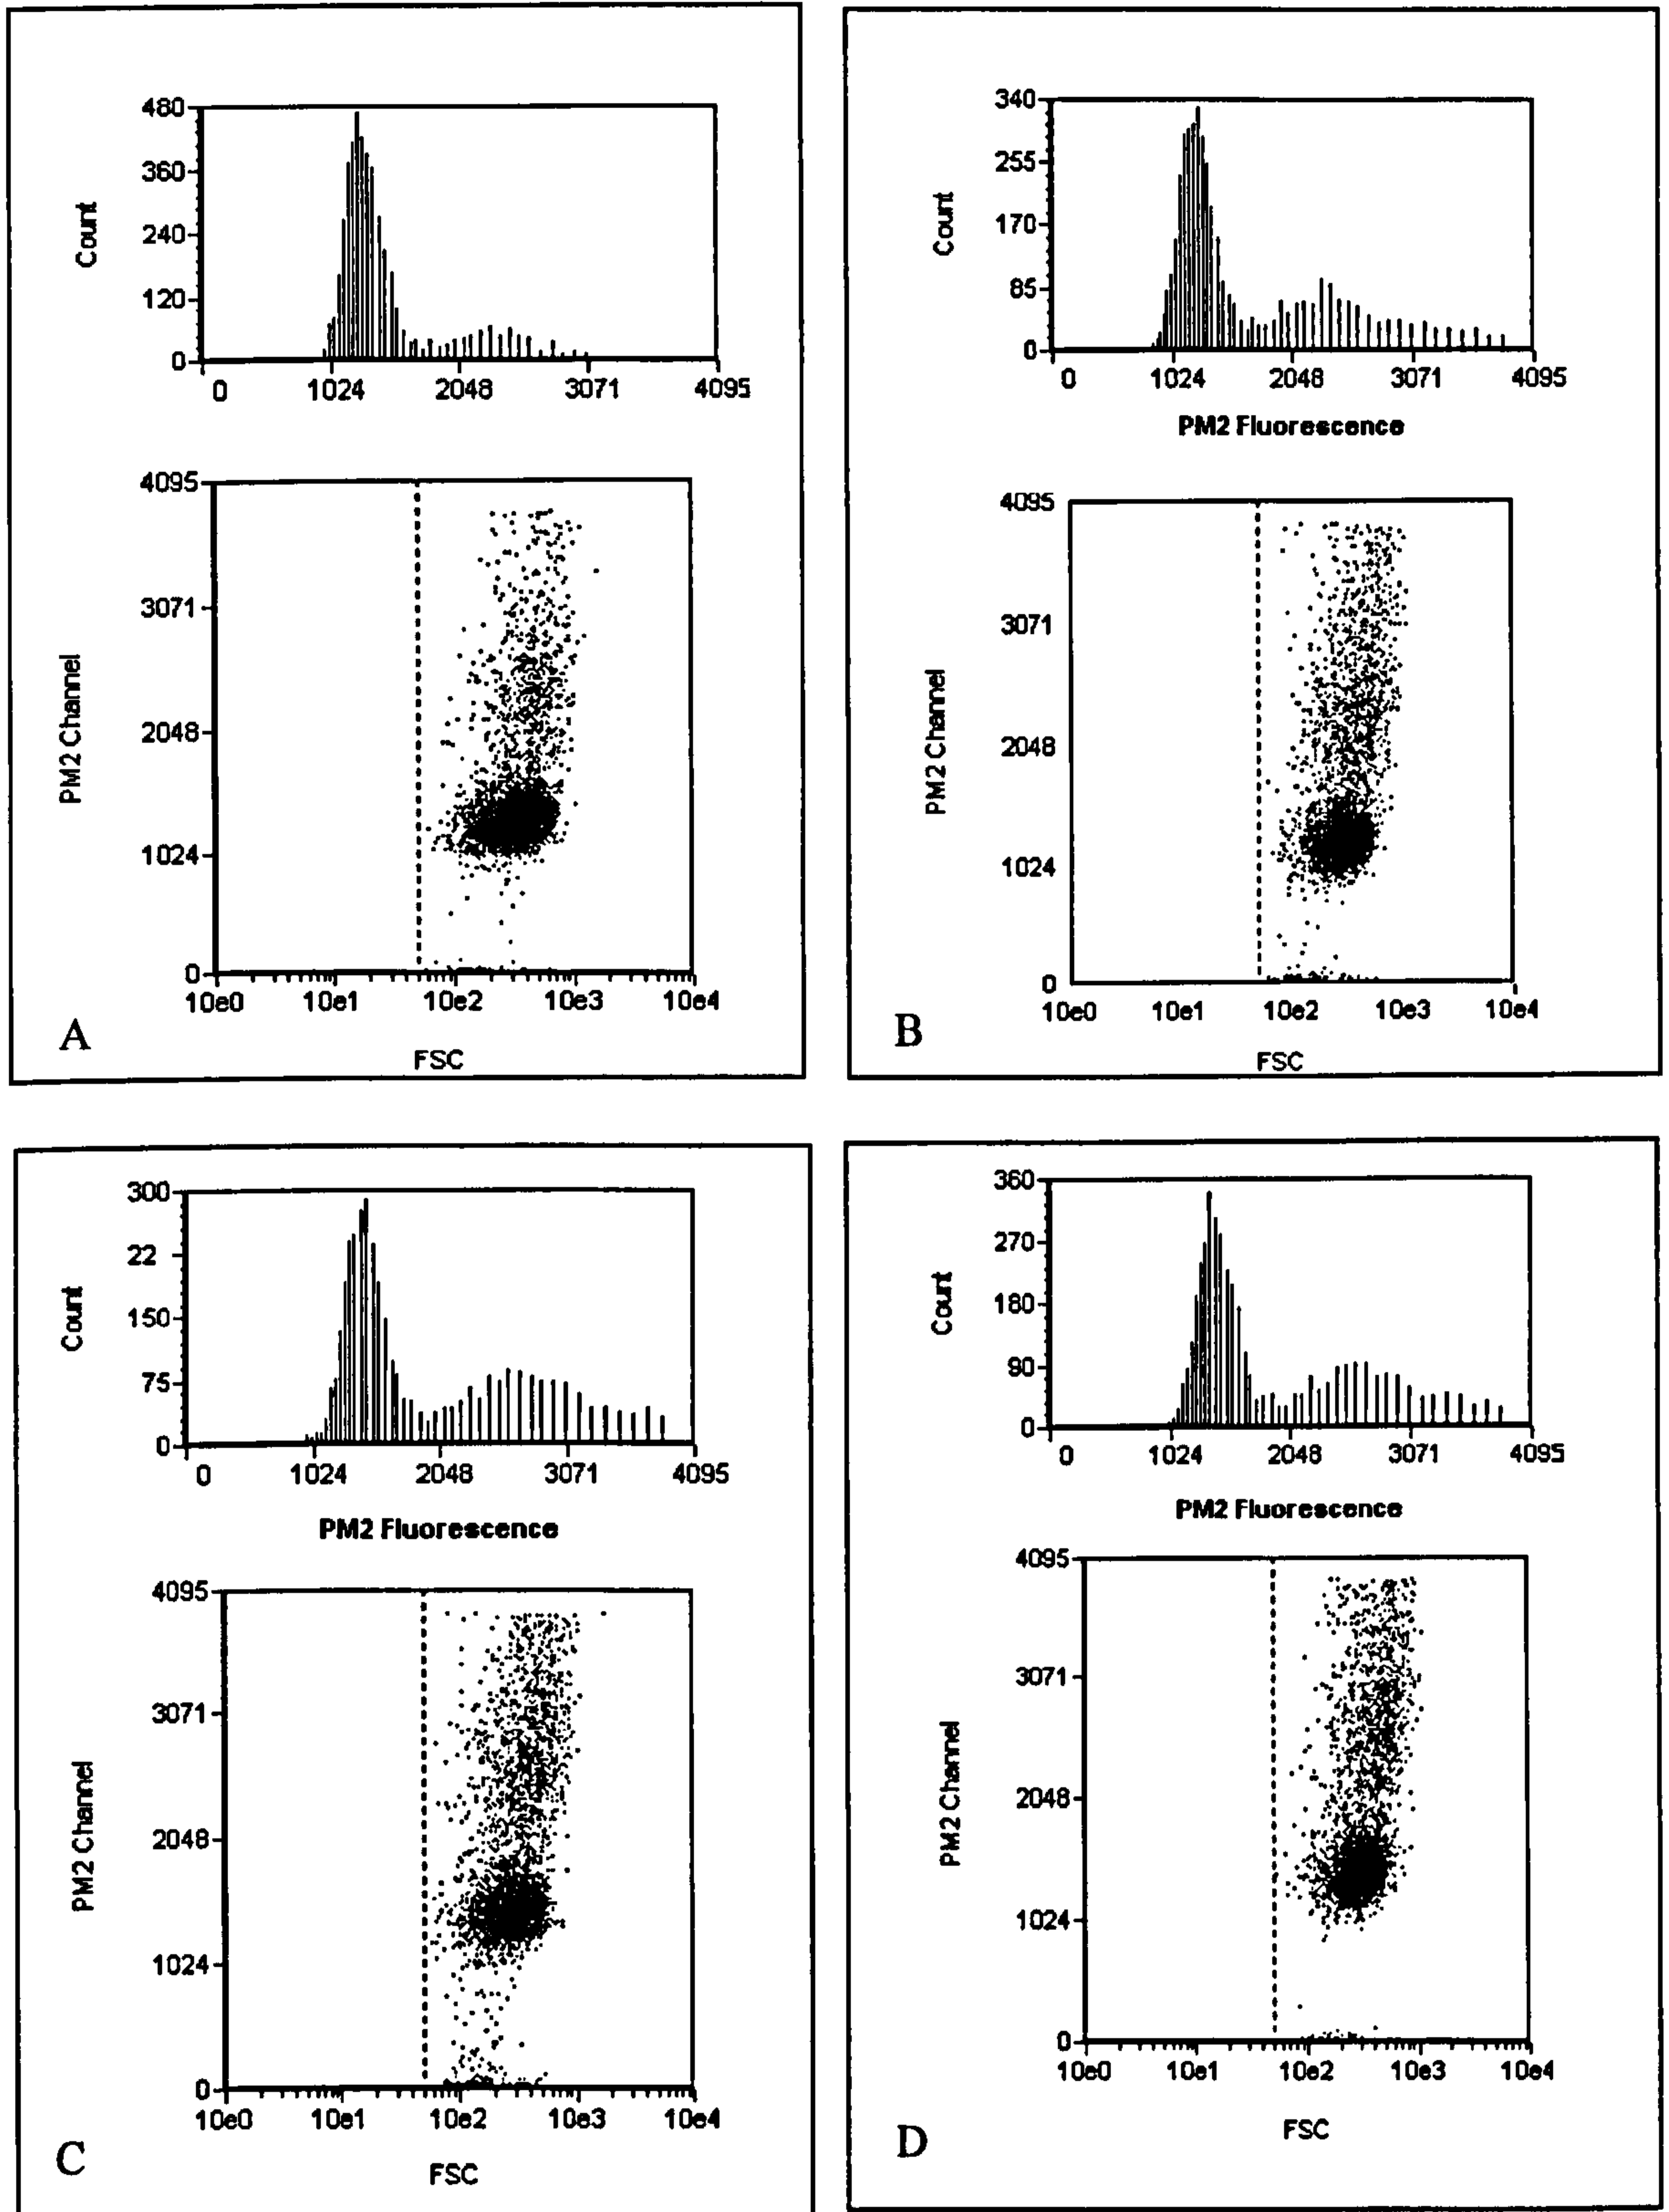 480
360
Count
240
120
0
0 1024 2048 3071 4095
4095
3071
PM2 Channel
2048
1024
0
10e0 10e1 10e2 10e3 10e4
A
FSC
340
255
Count
170
85
0
0 1024 2048 3071 4095
PM2 Fluorescence
4095
3071
PM2 Channel
2048
1024
0
10e0 10e1 10e2 10e3 10e4
B
FSC
300
22
Count
150
75
0
0 1024 2048 3071 4095
PM2 Fluorescence
4095
3071
PM2 Channel
2048
1024
0
10e0 10e1 10e2 10e3 10e4
C
FSC
360
270
Count
180
90
0
0 1024 2048 3071 4095
PM2 Fluorescence
4095
3071
PM2 Channel
2048
1024
0
10e0 10e1 10e2 10e3 10e4
D
FSC